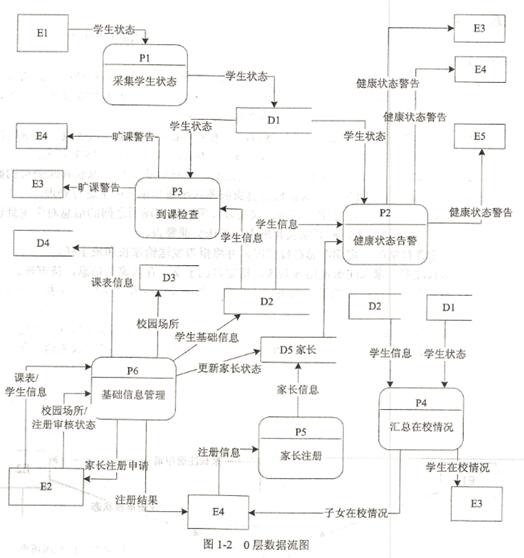 E1
学生状态
P1
采集学生状态
学生状态
D1
E3
健康状态警告
E4
健康状态警告
E5
健康状态警告
E4
旷课警告
E3
旷课警告
学生状态
P3
到课检查
学生状态
学生信息
学生信息
P2
健康状态告警
D4
课表信息
D3
校园场所
D2
学生基础信息
D2
学生信息
D1
学生状态
更新家长状态
D5 家长
家长信息
P6
基础信息管理
课表/
学生信息
校园场所/
注册审核状态
P4
汇总在校情况
P5
家长注册
注册信息
家长注册申请
E2
注册结果
E4
子女在校情况
学生在校情况
E3
图 1-2 0 层数据流图